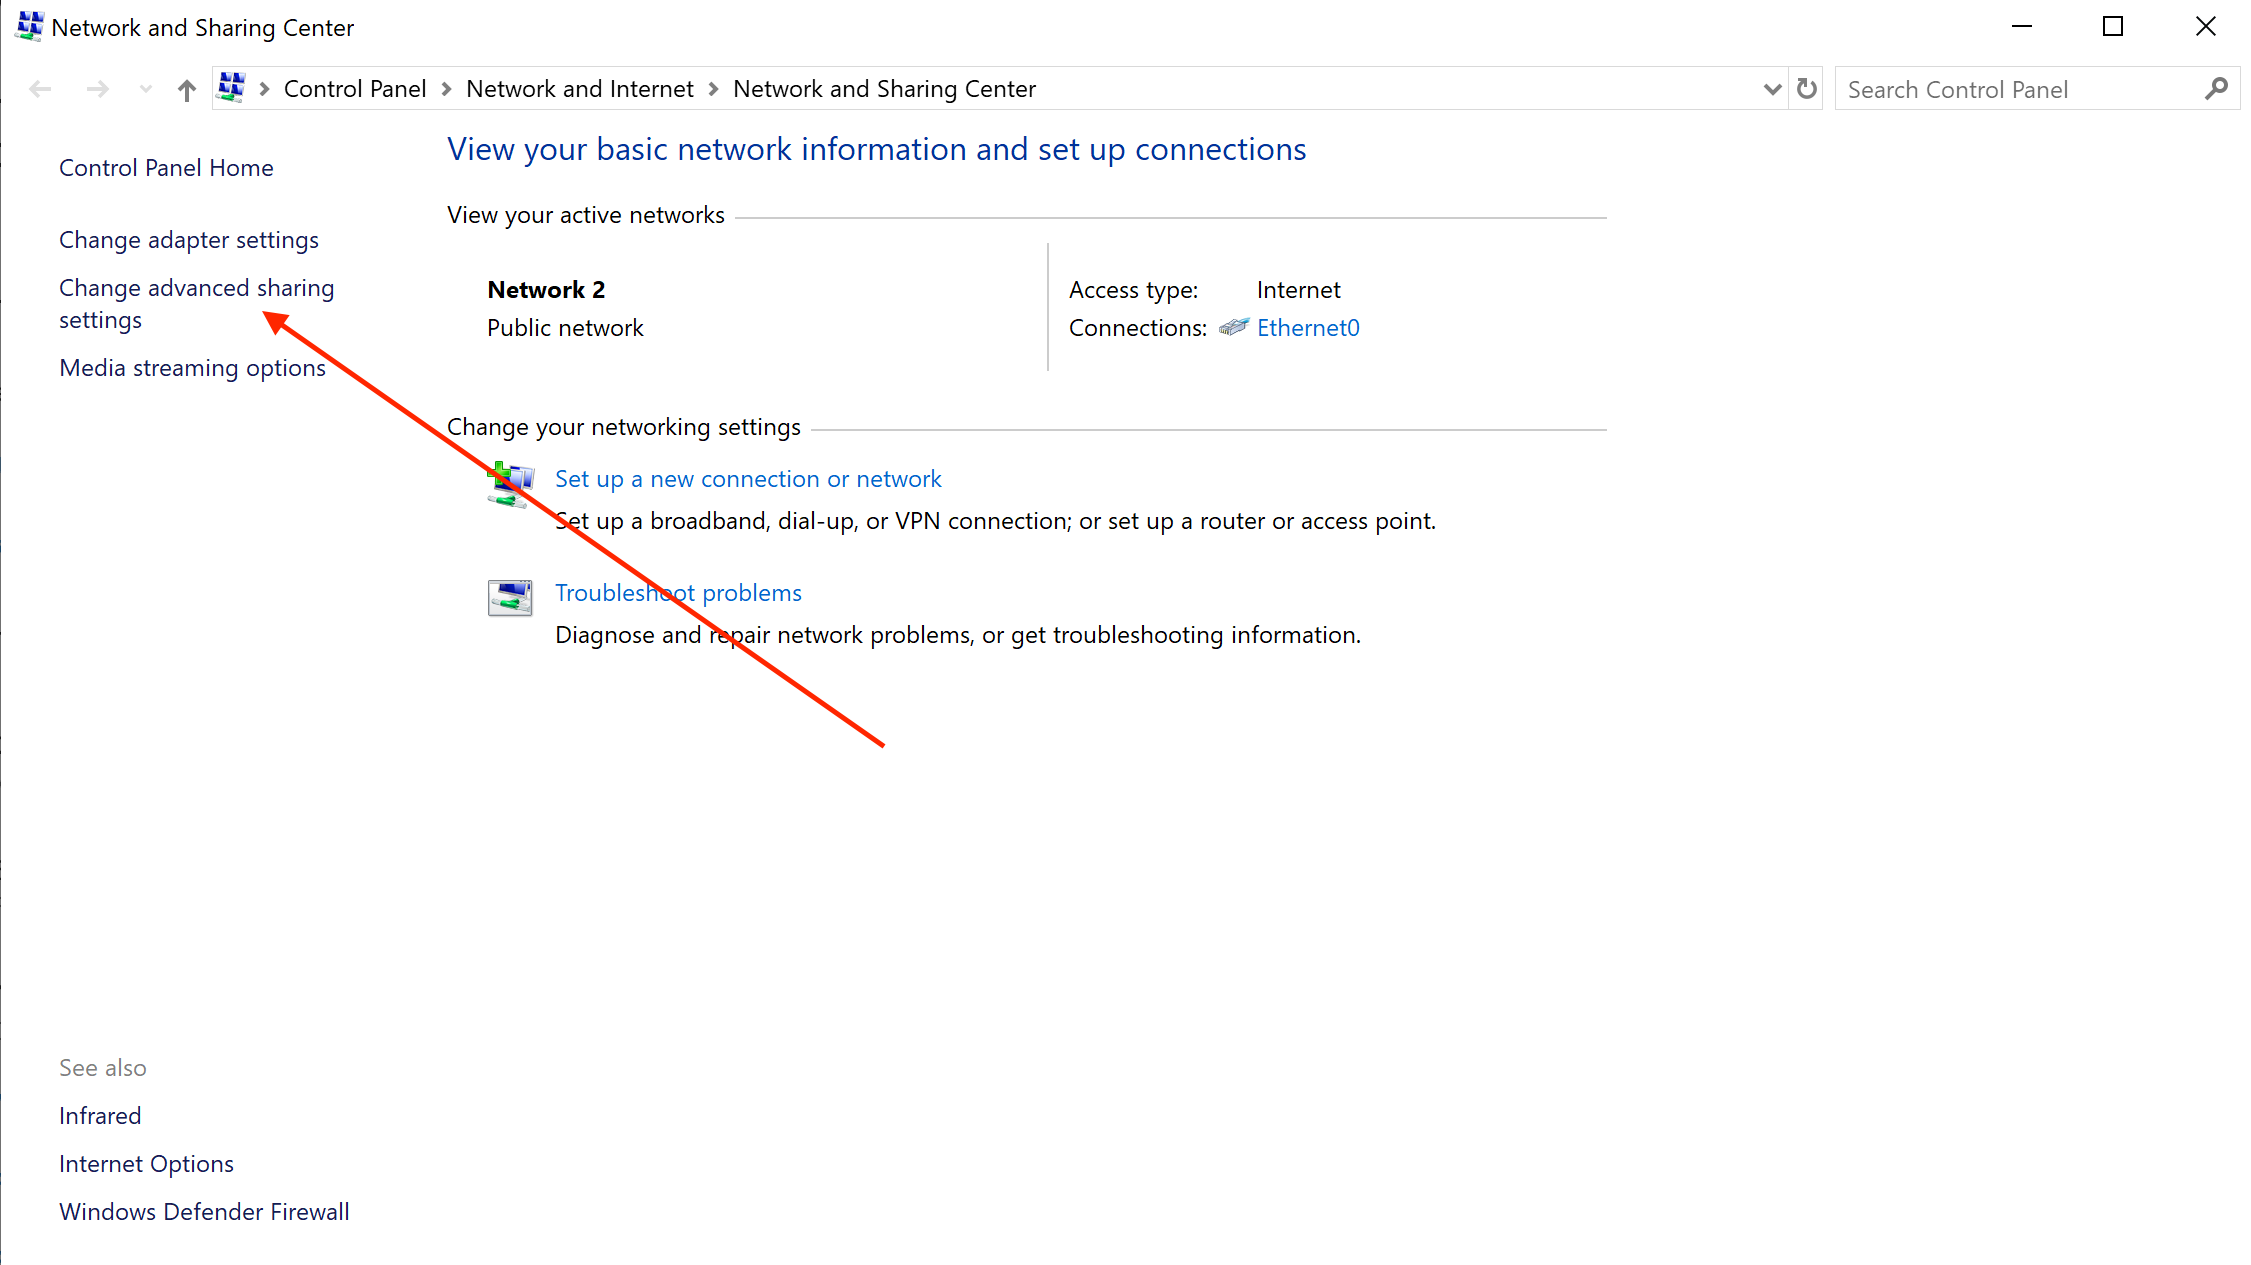 Network and Sharing Center
Control Panel
Network and Internet
Network and Sharing Center
Search Control Panel
Control Panel Home
Change adapter settings
Change advanced sharing
settings
Media streaming options
View your basic network information and set up connections
View your active networks
Network 2
Public network
Access type: Internet
Connections: Ethernet0
Change your networking settings
Set up a new connection or network
Set up a broadband, dial-up, or VPN connection; or set up a router or access point.
Troubleshoot problems
Diagnose and repair network problems, or get troubleshooting information.
See also
Infrared
Internet Options
Windows Defender Firewall